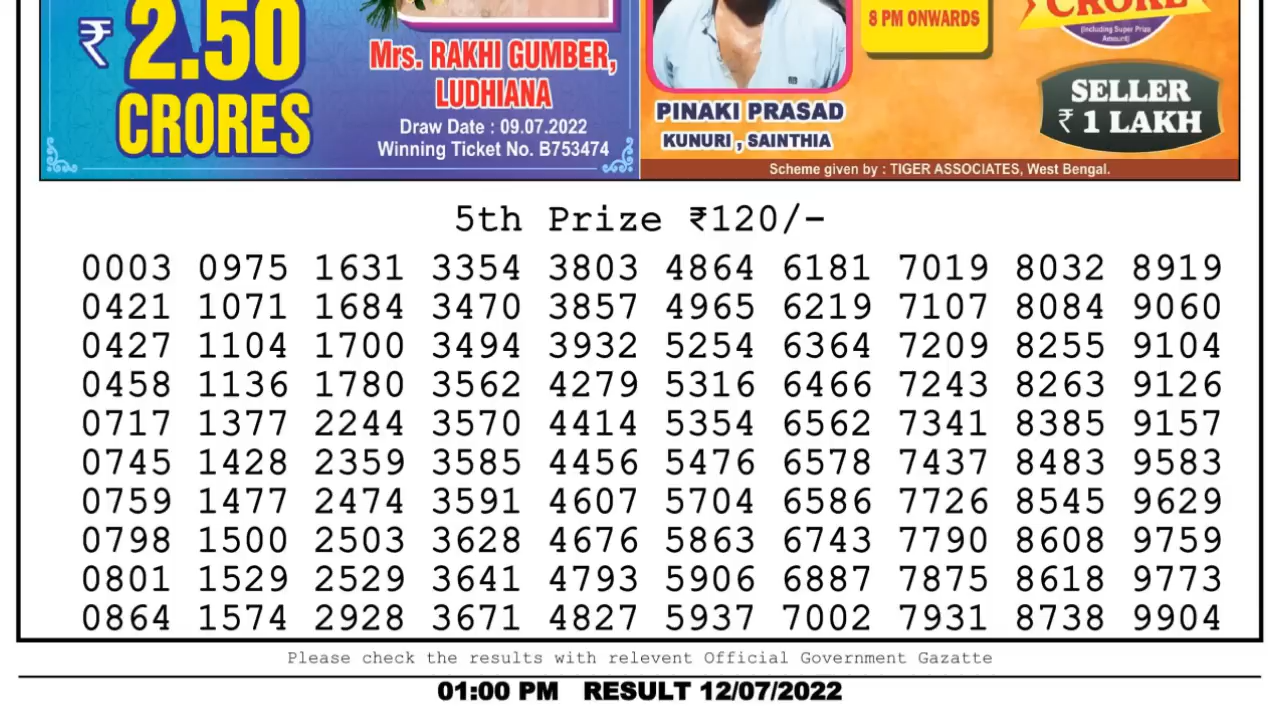 ₹ 2.50
CRORES
Mrs. RAKHI GUMBER,
LUDHIANA
Draw Date : 09.07.2022
Winning Ticket No. B753474
PINAKI PRASAD
KUNURI , SAINTHIA
8 PM ONWARDS
CRORE
(Including Super Prize
Amount)
SELLER
₹ 1 LAKH
Scheme given by : TIGER ASSOCIATES, West Bengal.
5th Prize ₹120/-
0003 0975 1631 3354 3803 4864 6181 7019 8032 8919
0421 1071 1684 3470 3857 4965 6219 7107 8084 9060
0427 1104 1700 3494 3932 5254 6364 7209 8255 9104
0458 1136 1780 3562 4279 5316 6466 7243 8263 9126
0717 1377 2244 3570 4414 5354 6562 7341 8385 9157
0745 1428 2359 3585 4456 5476 6578 7437 8483 9583
0759 1477 2474 3591 4607 5704 6586 7726 8545 9629
0798 1500 2503 3628 4676 5863 6743 7790 8608 9759
0801 1529 2529 3641 4793 5906 6887 7875 8618 9773
0864 1574 2928 3671 4827 5937 7002 7931 8738 9904
Please check the results with relevent Official Government Gazatte
01:00 PM RESULT 12/07/2022